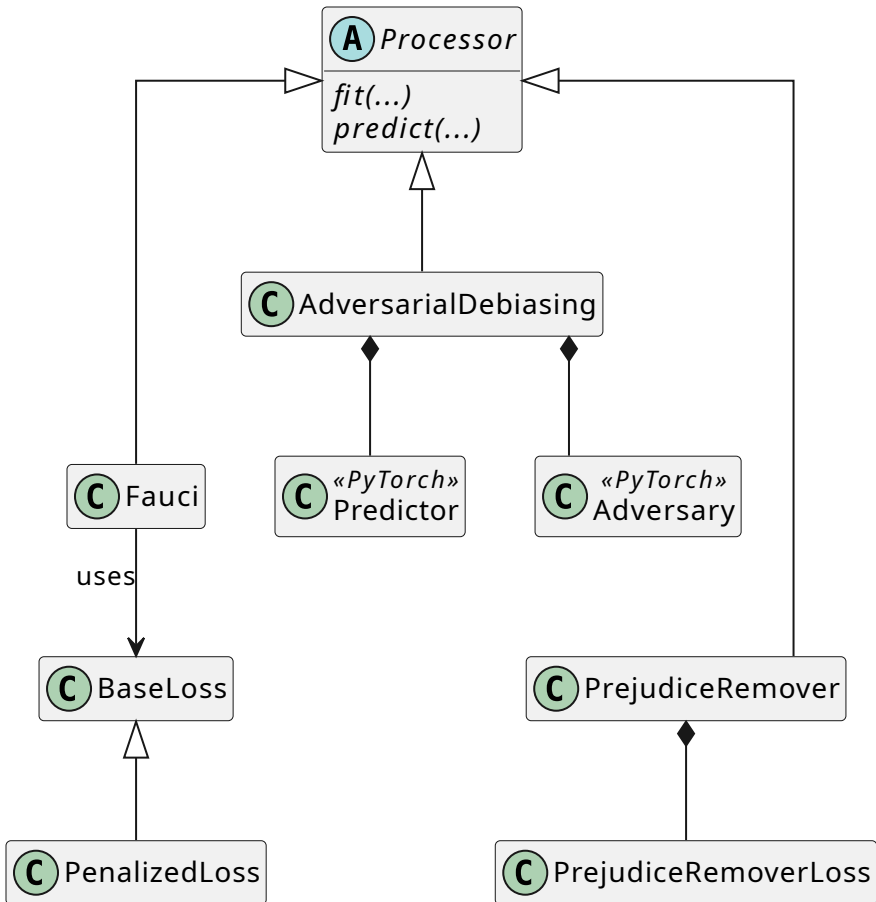 A Processor
fit(...)
predict(...)
C AdversarialDebiasing
C Fauci
C «PyTorch»
Predictor
C «PyTorch»
Adversary
uses
C BaseLoss
C PrejudiceRemover
C PenalizedLoss
C PrejudiceRemoverLoss